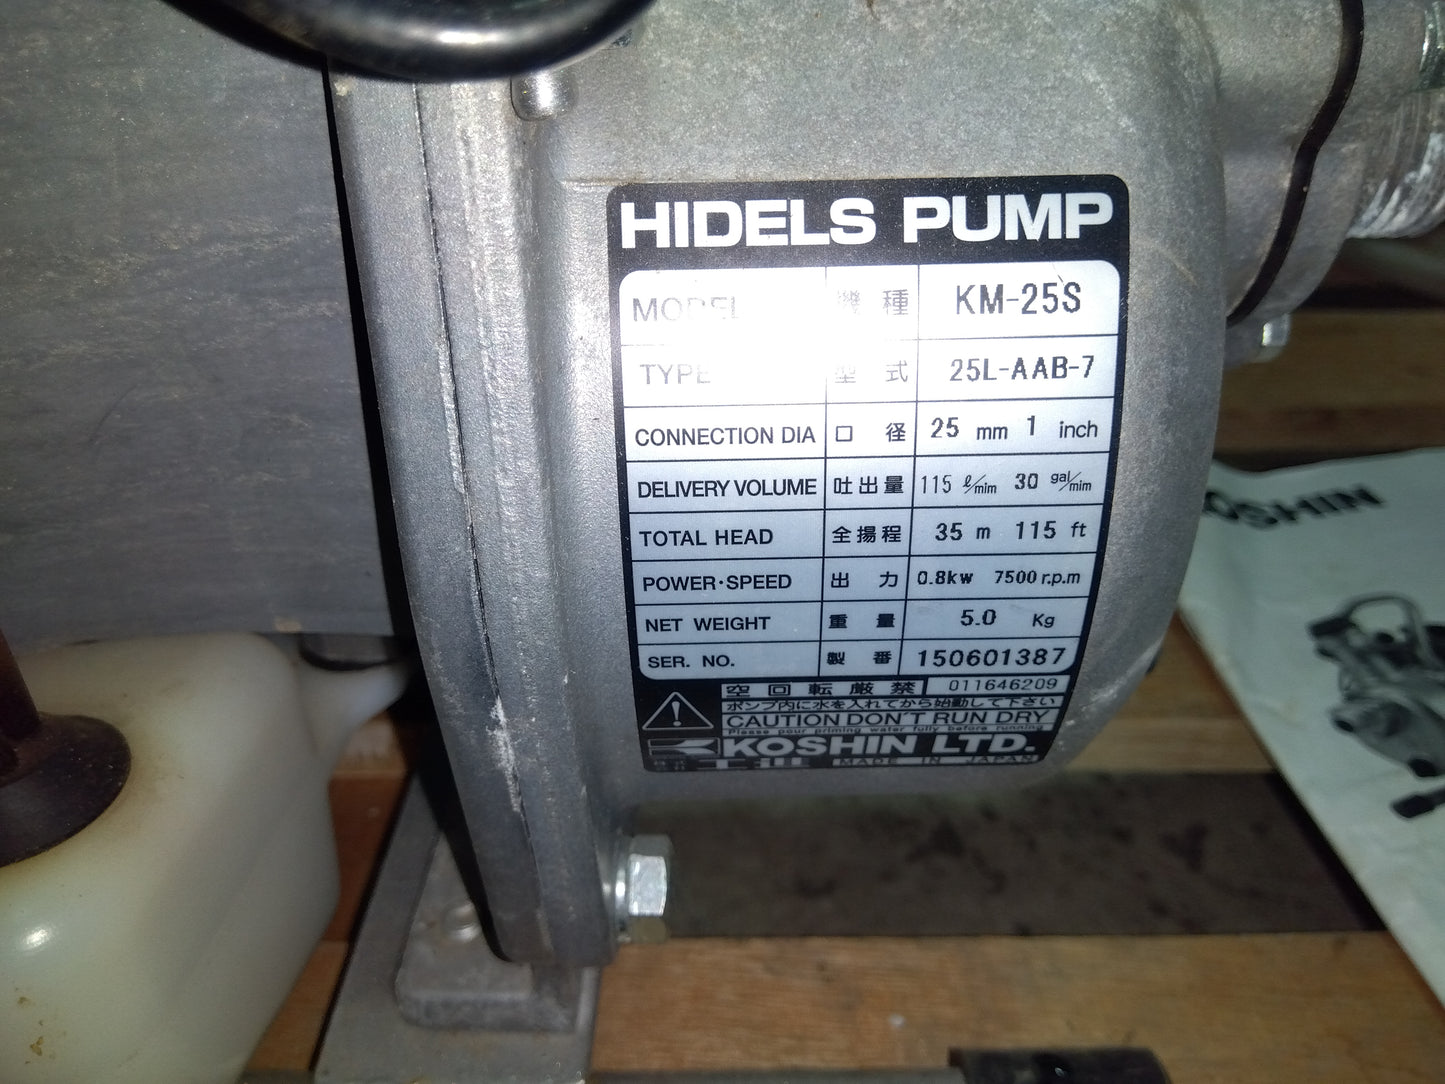 HIDELS PUMP
MODEL 機種 KM-25S
TYPE 型式 25L-AAB-7
CONNECTION DIA 口径 25 mm 1 inch
DELIVERY VOLUME 吐出量 115 ℓ/mim 30 gal/mim
TOTAL HEAD 全揚程 35 m 115 ft
POWER・SPEED 出力 0.8kw 7500 r.p.m
NET WEIGHT 重量 5.0 Kg
SER. NO. 製番 150601387
空回転厳禁 011646209
ポンプ内に水を入れてから始動して下さい
CAUTION DON'T RUN DRY
Please pour priming water fully before running
KOSHIN LTD.
MADE IN JAPAN
KOSHIN